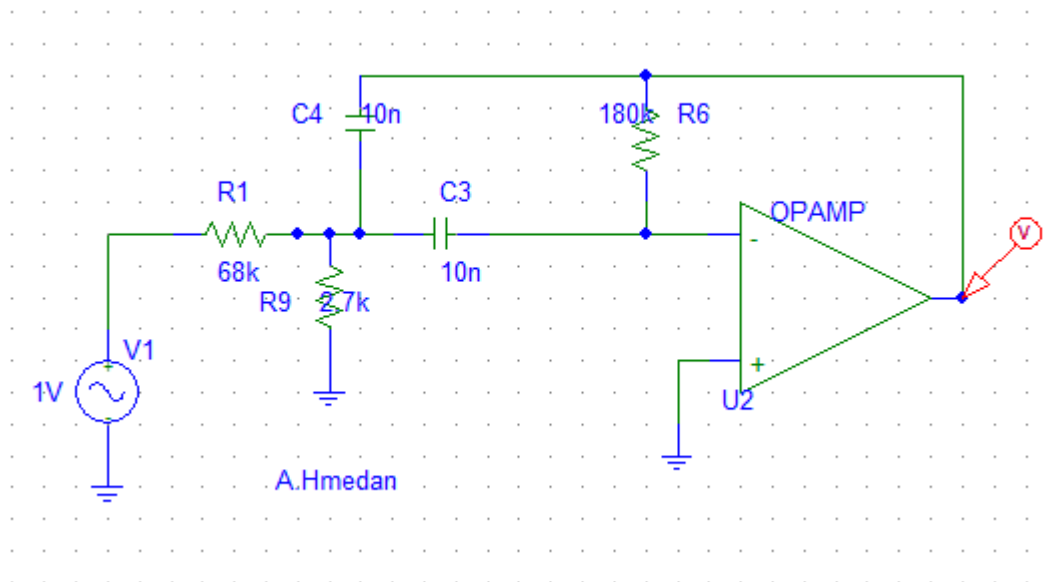 C4 10n
180k R6
R1
C3
OPAMP
-
V
68k
10n
R9 2.7k
V1
+
1V
+
-
U2
A.Hmedan